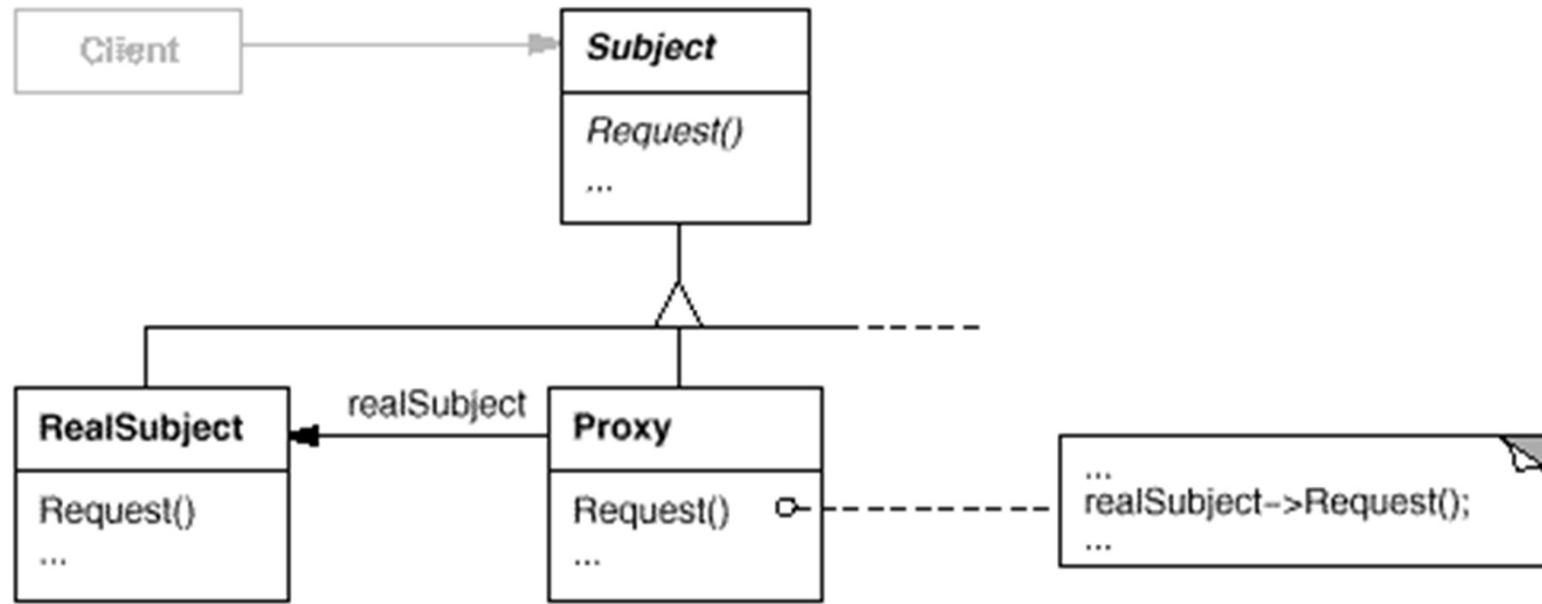 Client
Subject
Request()
...
RealSubject
Request()
...
realSubject
Proxy
Request()
...
...
realSubject->Request();
...